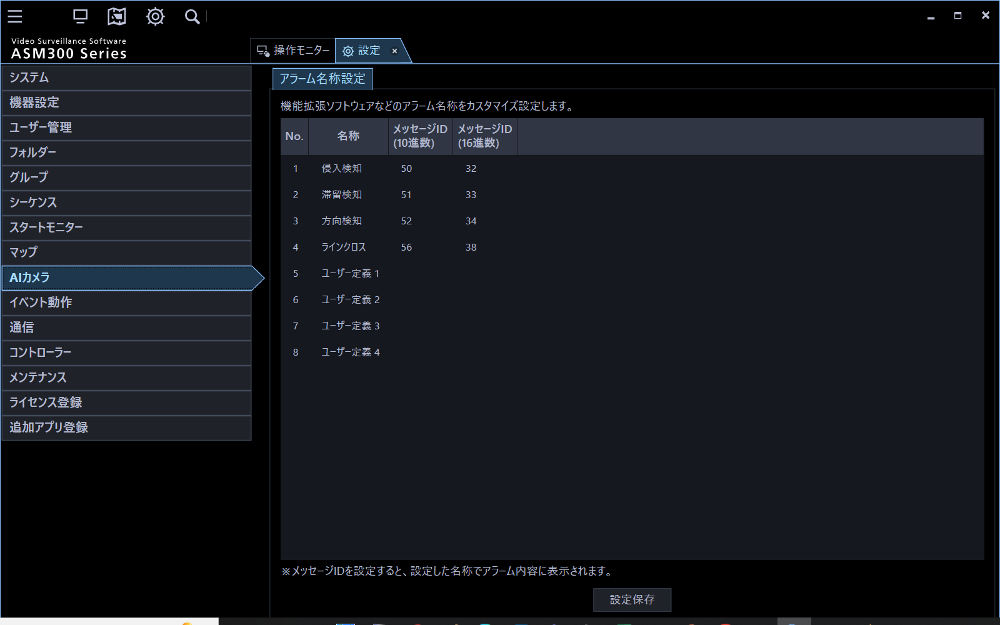 Video Surveillance Software
ASM300 Series
操作モニター
設定
システム
機器設定
ユーザー管理
フォルダー
グループ
シーケンス
スタートモニター
マップ
AIカメラ
イベント動作
通信
コントローラー
メンテナンス
ライセンス登録
追加アプリ登録
アラーム名称設定
機能拡張ソフトウェアなどのアラーム名称をカスタマイズ設定します。
No. 名称 メッセージID (10進数) メッセージID (16進数)
1 侵入検知 50 32
2 滞留検知 51 33
3 方向検知 52 34
4 ラインクロス 56 38
5 ユーザー定義 1
6 ユーザー定義 2
7 ユーザー定義 3
8 ユーザー定義 4
※メッセージIDを設定すると、設定した名称でアラーム内容に表示されます。
設定保存